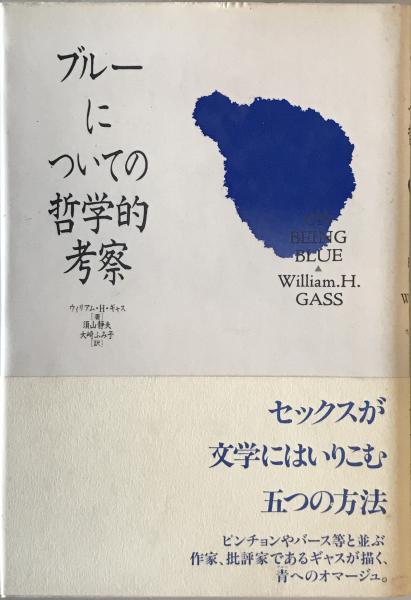 ブルー
に
ついての
哲学的
考察
ウィリアム・H・ギャス
[著]
須山静夫
大崎ふみ子
[訳]
ON
BEING
BLUE
▲
William.H.
GASS
セックスが
文学にはいりこむ
五つの方法
ピンチョンやバース等と並ぶ
作家、批評家であるギャスが描く、
青へのオマージュ。